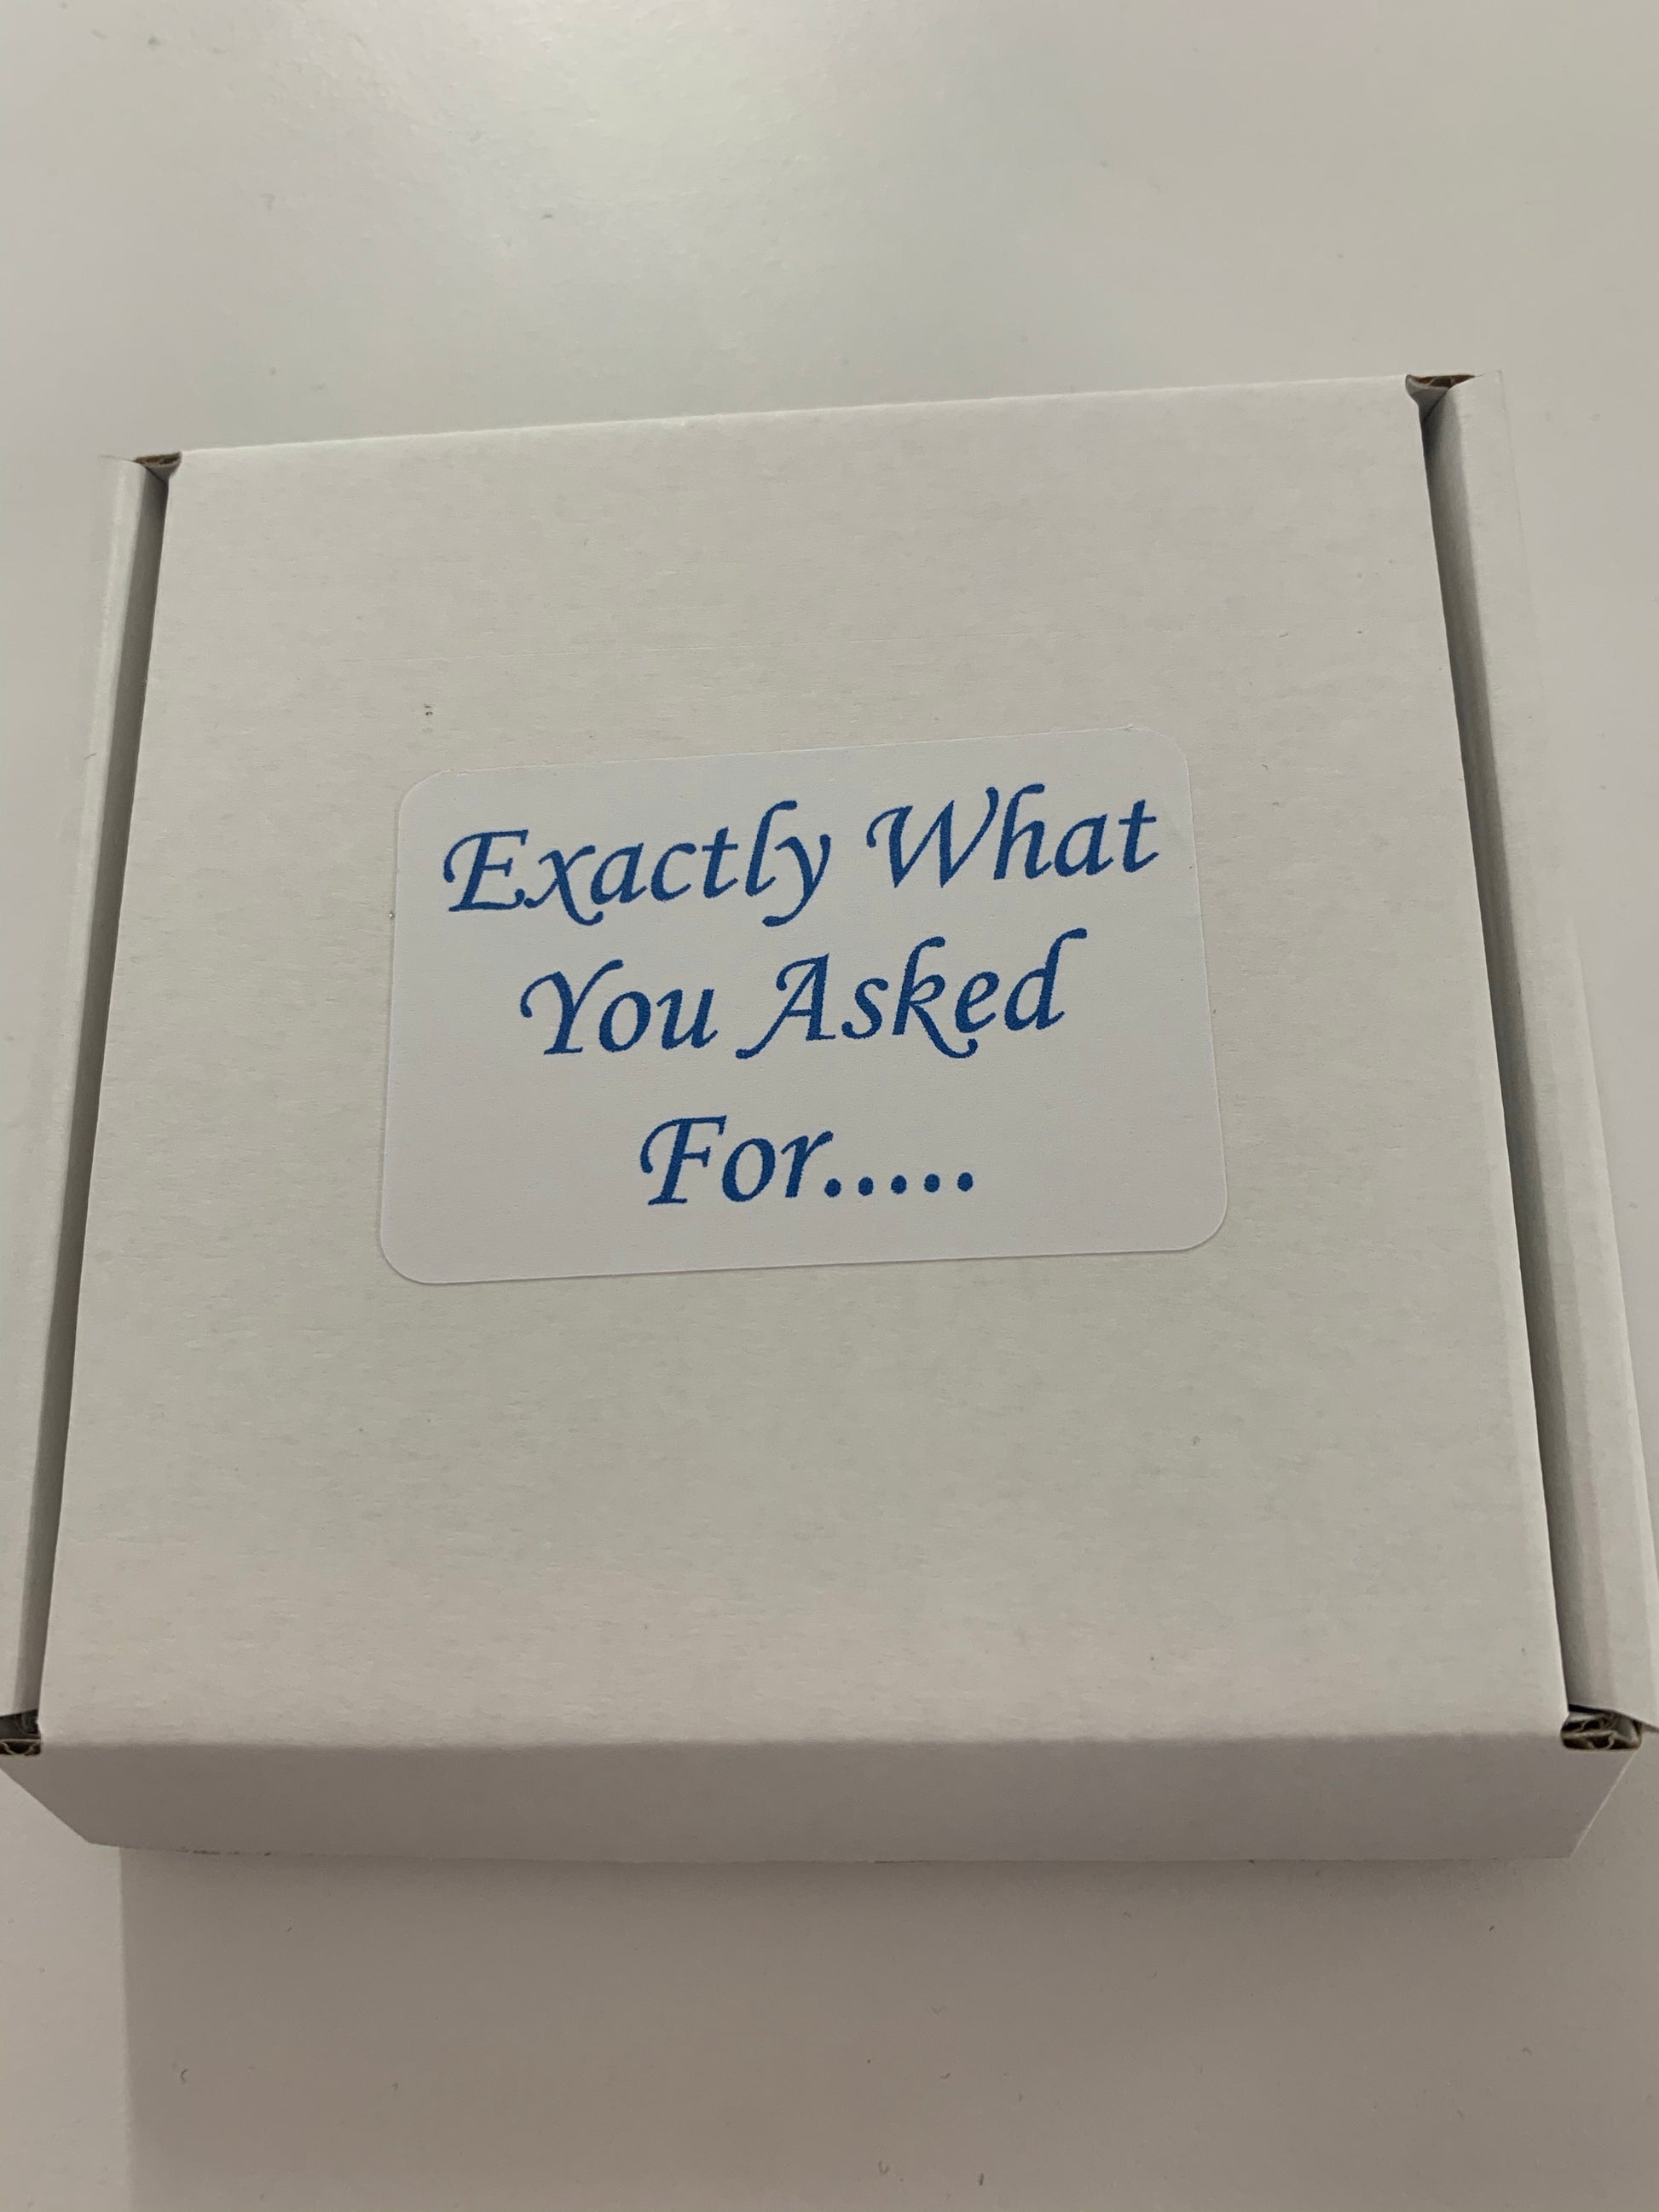 Exactly What
You Asked
For.....